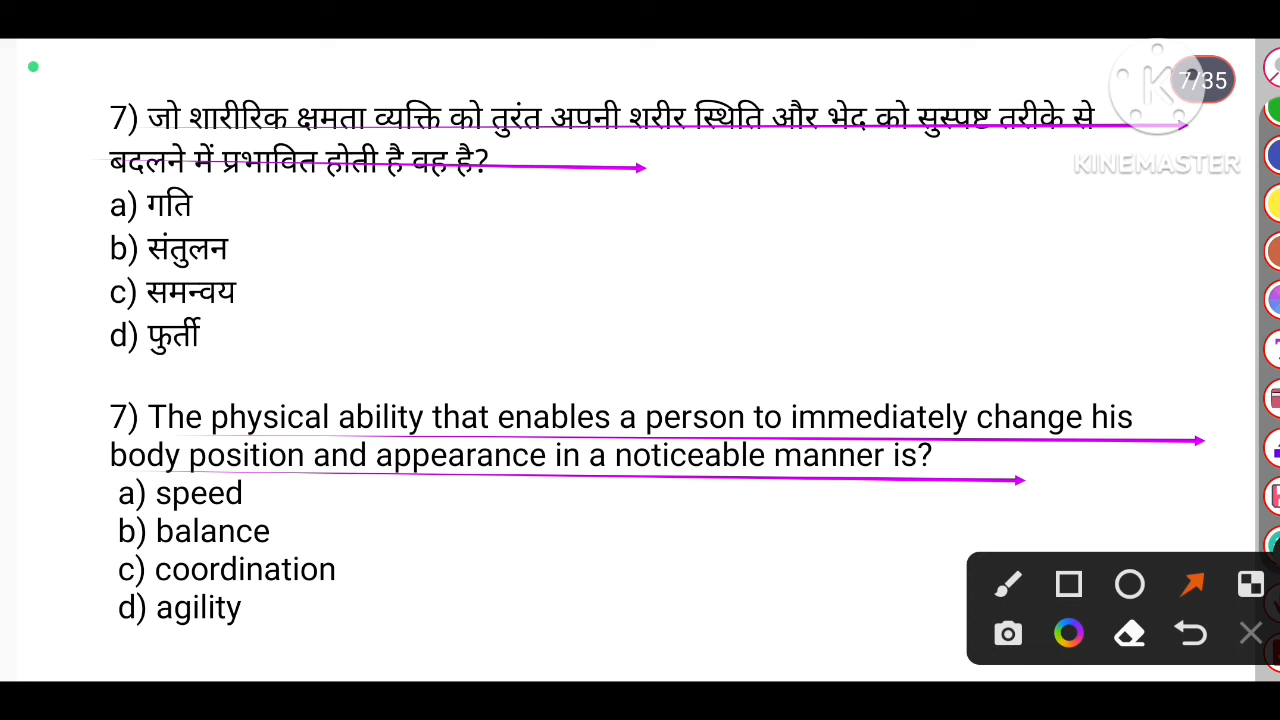 7/35
KINEMASTER
7) जो शारीरिक क्षमता व्यक्ति को तुरंत अपनी शरीर स्थिति और भेद को सुस्पष्ट तरीके से
बदलने में प्रभावित होती है वह है?
a) गति
b) संतुलन
c) समन्वय
d) फुर्ती
7) The physical ability that enables a person to immediately change his
body position and appearance in a noticeable manner is?
a) speed
b) balance
c) coordination
d) agility